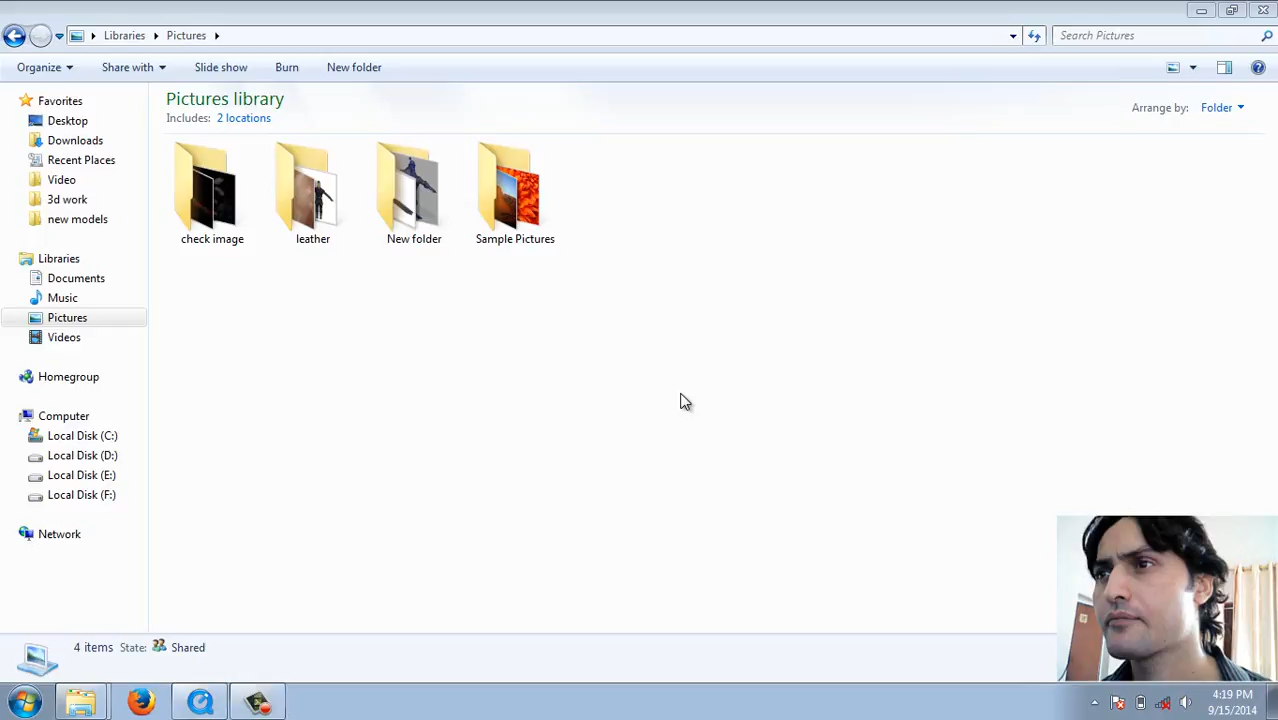 Libraries Pictures Search Pictures
Organize Share with Slide show Burn New folder
Favorites
Desktop
Downloads
Recent Places
Video
3d work
new models
Libraries
Documents
Music
Pictures
Videos
Homegroup
Computer
Local Disk (C:)
Local Disk (D:)
Local Disk (E:)
Local Disk (F:)
Network
Pictures library
Includes: 2 locations
Arrange by: Folder
check image leather New folder Sample Pictures
4 items State: Shared
4:19 PM
9/15/2014